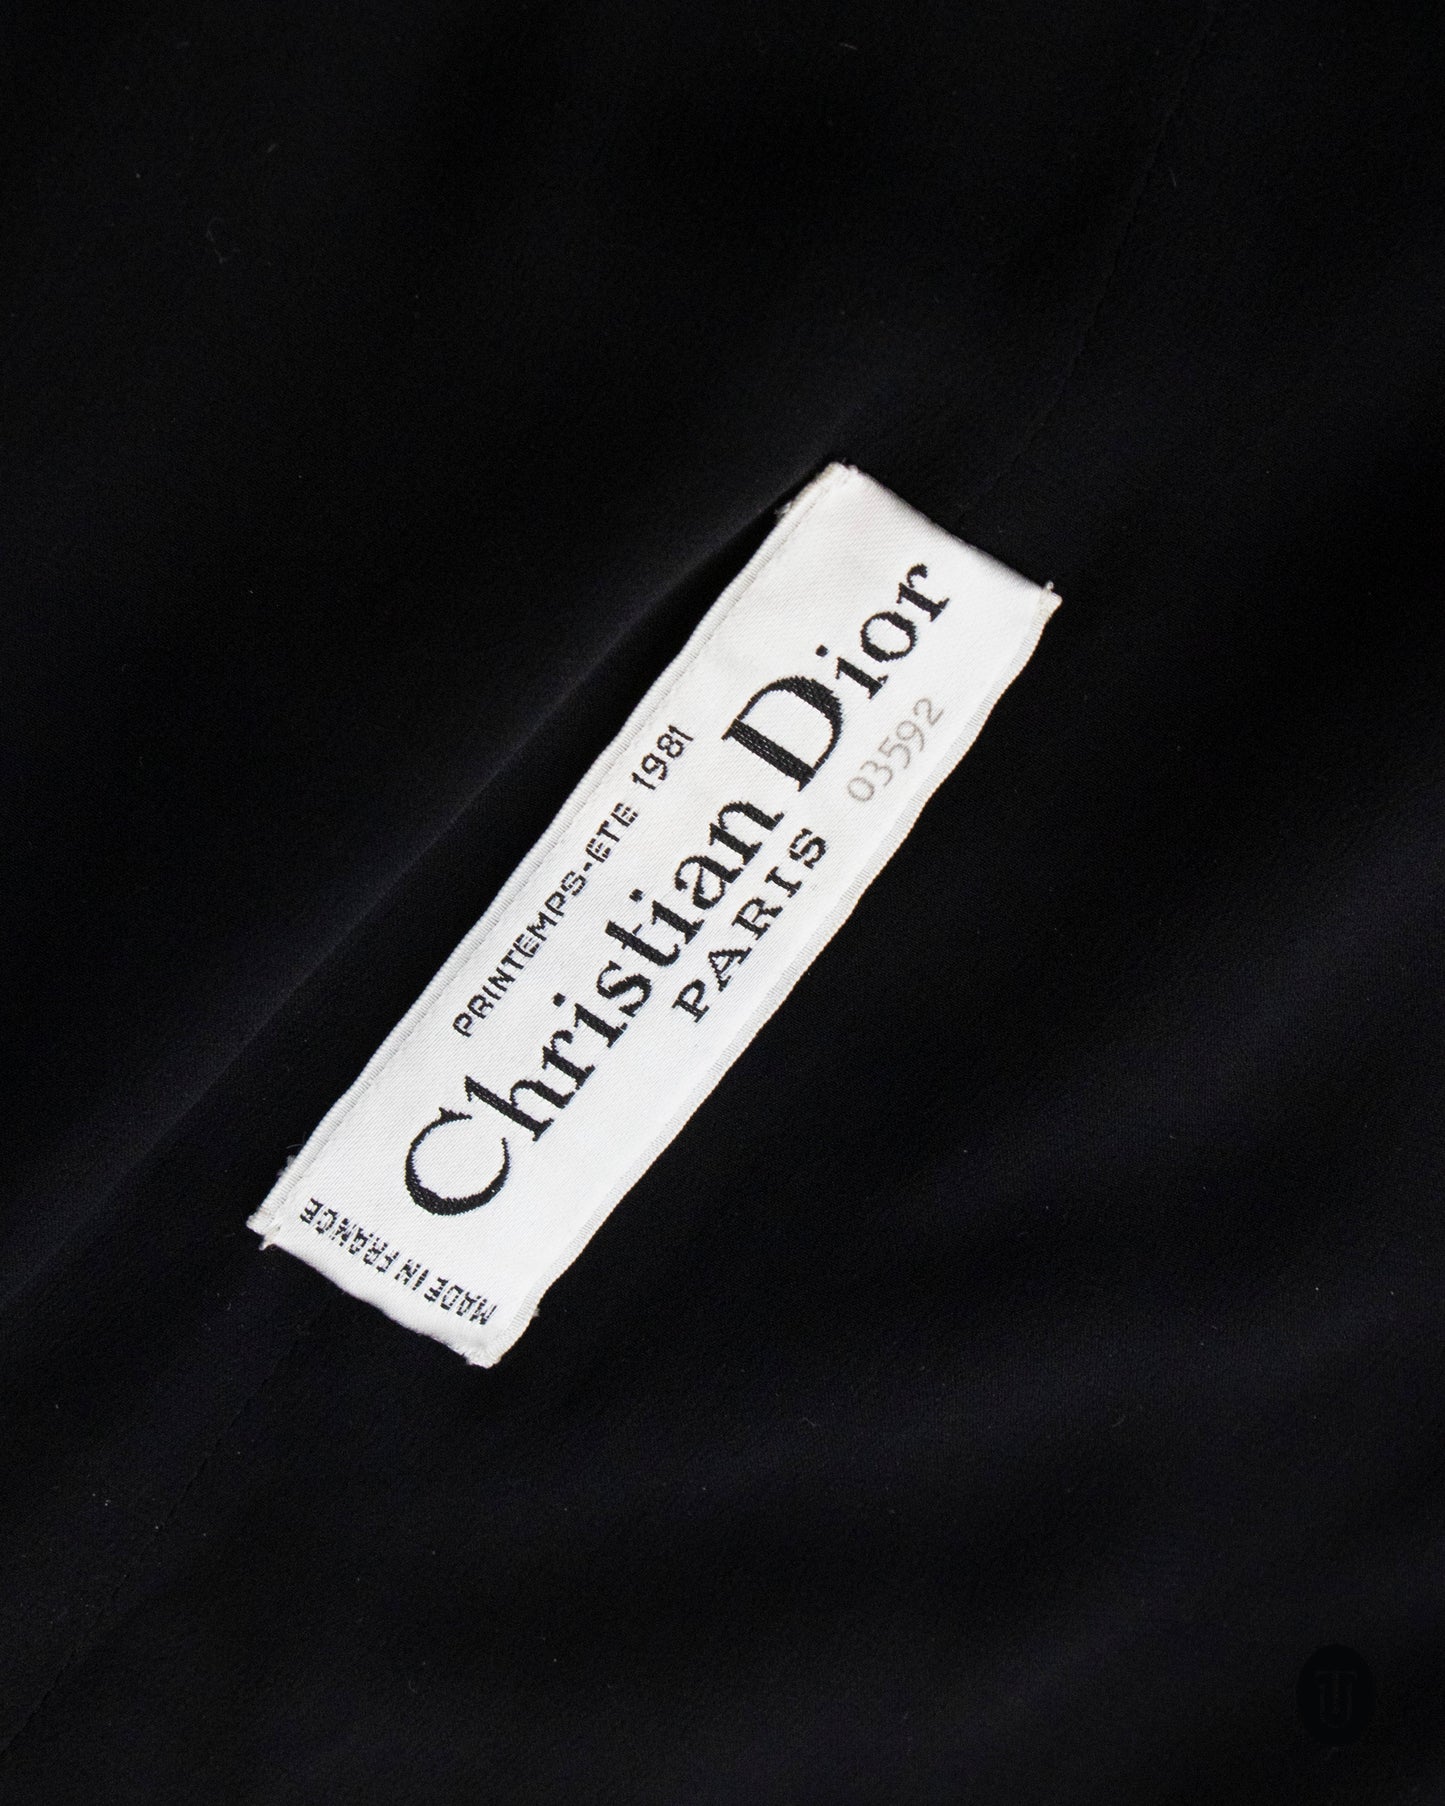 PRINTEMPS-ETE 1981
Christian Dior
PARIS
03592
MADE IN FRANCE